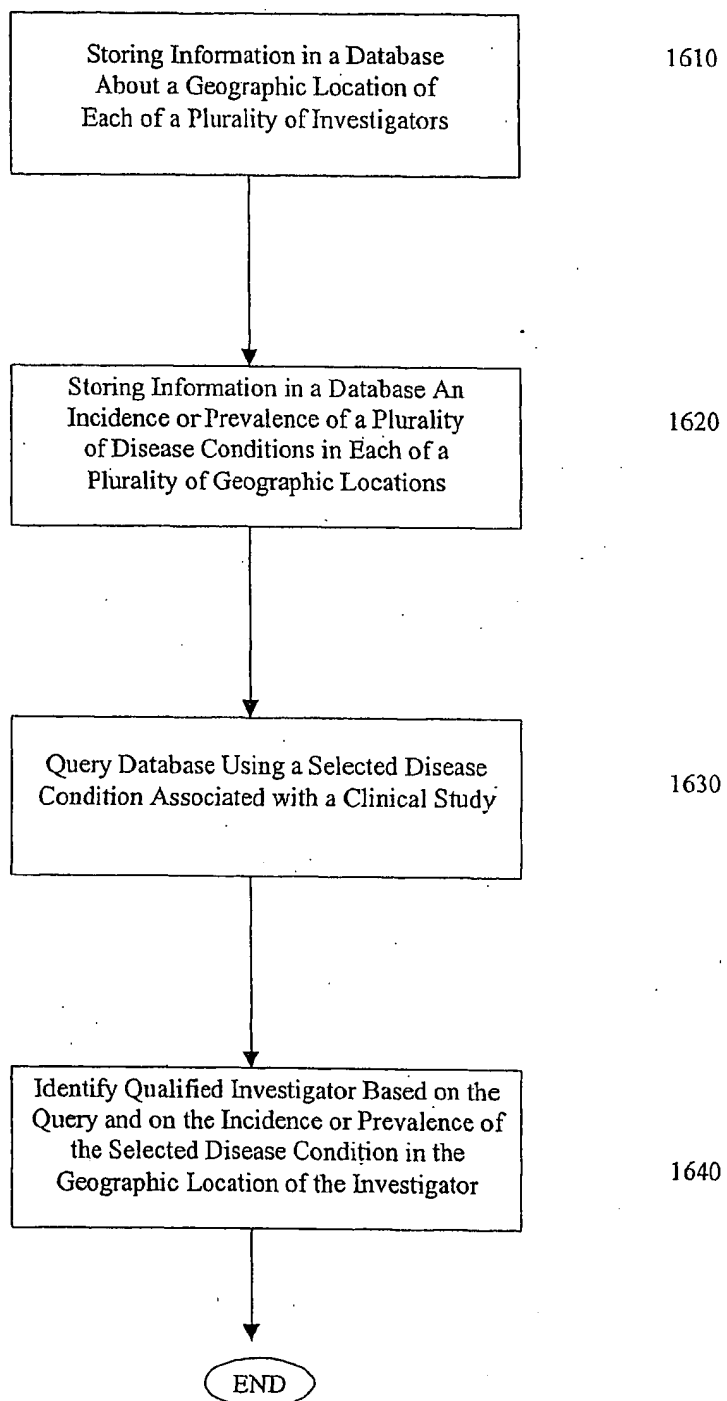 Storing Information in a Database
About a Geographic Location of
Each of a Plurality of Investigators
1610
Storing Information in a Database An
Incidence or Prevalence of a Plurality
of Disease Conditions in Each of a
Plurality of Geographic Locations
1620
Query Database Using a Selected Disease
Condition Associated with a Clinical Study
1630
Identify Qualified Investigator Based on the
Query and on the Incidence or Prevalence of
the Selected Disease Condition in the
Geographic Location of the Investigator
1640
END